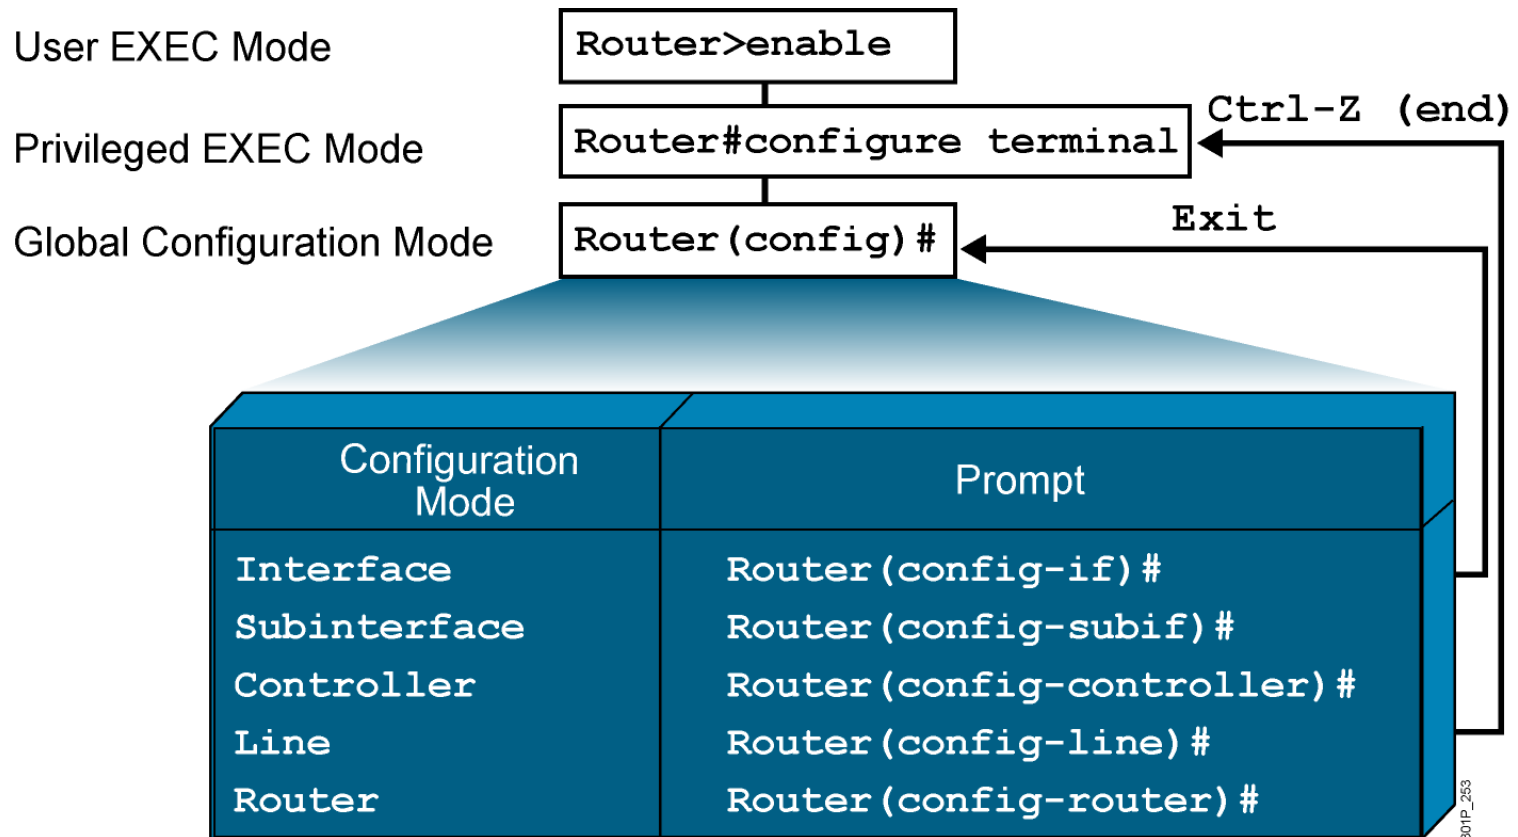 User EXEC Mode
Router>enable
Ctrl-Z (end)
Privileged EXEC Mode
Router#configure terminal
Exit
Global Configuration Mode
Router(config)#
Configuration
Mode
Prompt
Interface
Router(config-if)#
Subinterface
Router(config-subif)#
Controller
Router(config-controller)#
Line
Router(config-line)#
Router
Router(config-router)#
301P_253